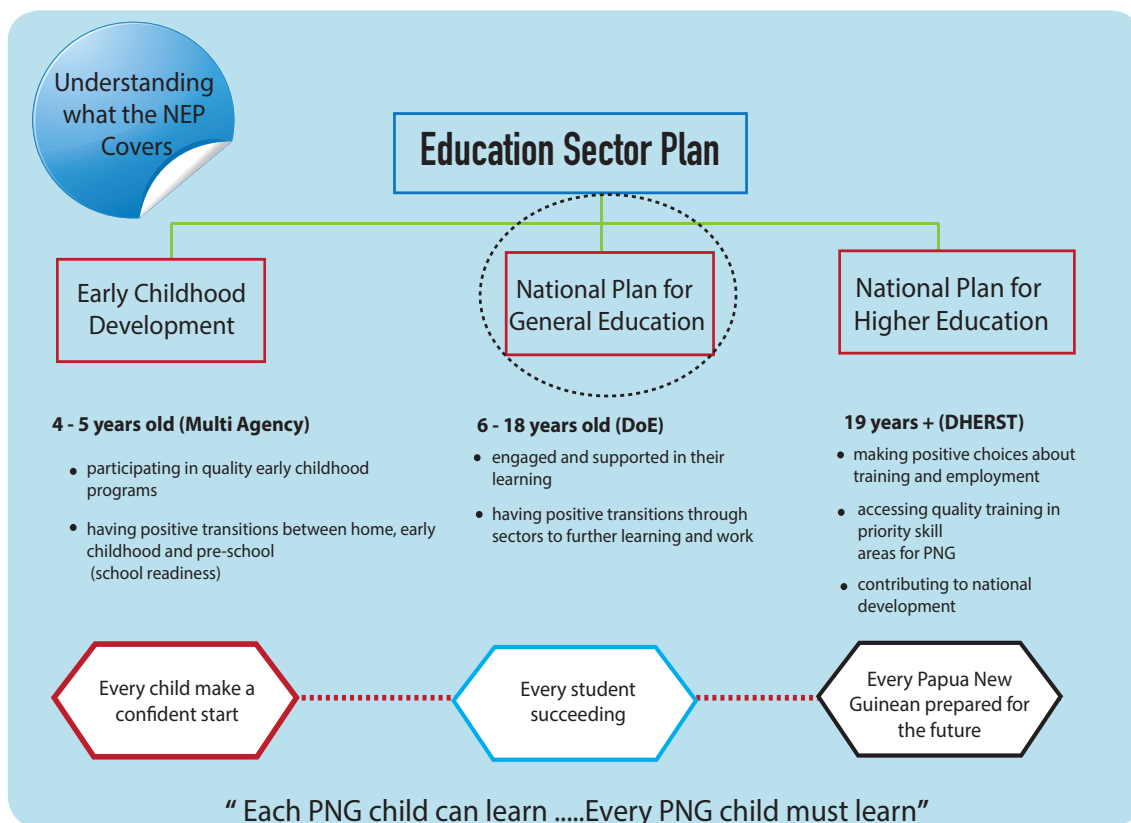 Understanding
what the NEP
Covers
Education Sector Plan
Early Childhood
Development
National Plan for
General Education
National Plan for
Higher Education
4 - 5 years old (Multi Agency)
• participating in quality early childhood
programs
• having positive transitions between home, early
childhood and pre-school
(school readiness)
6 - 18 years old (DoE)
• engaged and supported in their
learning
• having positive transitions through
sectors to further learning and work
19 years + (DHERST)
• making positive choices about
training and employment
• accessing quality training in
priority skill
areas for PNG
• contributing to national
development
Every child make a
confident start
Every student
succeeding
Every Papua New
Guinean prepared for
the future
" Each PNG child can learn .....Every PNG child must learn"